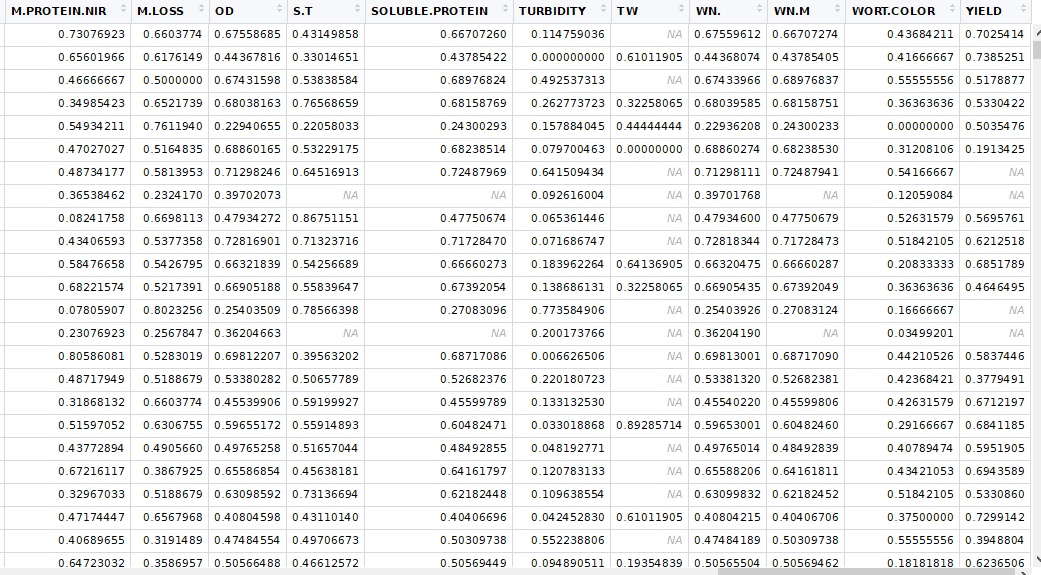 M.PROTEIN.NIR M.LOSS OD S.T SOLUBLE.PROTEIN TURBIDITY TW WN. WN.M WORT.COLOR YIELD
0.73076923 0.6603774 0.67558685 0.43149858 0.66707260 0.114759036 NA 0.67559612 0.66707274 0.43684211 0.7025414
0.65601966 0.6176149 0.44367816 0.33014651 0.43785422 0.000000000 0.61011905 0.44368074 0.43785405 0.41666667 0.7385251
0.46666667 0.5000000 0.67431598 0.53838584 0.68976824 0.492537313 NA 0.67433966 0.68976837 0.55555556 0.5178877
0.34985423 0.6521739 0.68038163 0.76568659 0.68158769 0.262773723 0.32258065 0.68039585 0.68158751 0.36363636 0.5330422
0.54934211 0.7611940 0.22940655 0.22058033 0.24300293 0.157884045 0.44444444 0.22936208 0.24300233 0.00000000 0.5035476
0.47027027 0.5164835 0.68860165 0.53229175 0.68238514 0.079700463 0.00000000 0.68860274 0.68238530 0.31208106 0.1913425
0.48734177 0.5813953 0.71298246 0.64516913 0.72487969 0.641509434 NA 0.71298111 0.72487941 0.54166667 NA
0.36538462 0.2324170 0.39702073 NA NA 0.092616004 NA 0.39701768 NA 0.12059084 NA
0.08241758 0.6698113 0.47934272 0.86751151 0.47750674 0.065361446 NA 0.47934600 0.47750679 0.52631579 0.5695761
0.43406593 0.5377358 0.72816901 0.71323716 0.71728470 0.071686747 NA 0.72818344 0.71728473 0.51842105 0.6212518
0.58476658 0.5426795 0.66321839 0.54256689 0.66660273 0.183962264 0.64136905 0.66320475 0.66660287 0.20833333 0.6851789
0.68221574 0.5217391 0.66905188 0.55839647 0.67392054 0.138686131 0.32258065 0.66905435 0.67392049 0.36363636 0.4646495
0.07805907 0.8023256 0.25403509 0.78566398 0.27083096 0.773584906 NA 0.25403926 0.27083124 0.16666667 NA
0.23076923 0.2567847 0.36204663 NA NA 0.200173766 NA 0.36204190 NA 0.03499201 NA
0.80586081 0.5283019 0.69812207 0.39563202 0.68717086 0.006626506 NA 0.69813001 0.68717090 0.44210526 0.5837446
0.48717949 0.5188679 0.53380282 0.50657789 0.52682376 0.220180723 NA 0.53381320 0.52682381 0.42368421 0.3779491
0.31868132 0.6603774 0.45539906 0.59199927 0.45599789 0.133132530 NA 0.45540220 0.45599806 0.42631579 0.6712197
0.51597052 0.6306755 0.59655172 0.55914893 0.60482471 0.033018868 0.89285714 0.59653001 0.60482460 0.29166667 0.6841185
0.43772894 0.4905660 0.49765258 0.51657044 0.48492855 0.048192771 NA 0.49765014 0.48492839 0.40789474 0.5951905
0.67216117 0.3867925 0.65586854 0.45638181 0.64161797 0.120783133 NA 0.65588206 0.64161811 0.43421053 0.6943589
0.32967033 0.5188679 0.63098592 0.73136694 0.62182448 0.109638554 NA 0.63099832 0.62182452 0.51842105 0.5330860
0.47174447 0.6567968 0.40804598 0.43110140 0.40406696 0.042452830 0.61011905 0.40804215 0.40406706 0.37500000 0.7299142
0.40689655 0.3191489 0.47484554 0.49706673 0.50309738 0.552238806 NA 0.47484189 0.50309738 0.55555556 0.3948804
0.64723032 0.3586957 0.50566488 0.46612572 0.50569449 0.094890511 0.19354839 0.50565504 0.50569462 0.18181818 0.6236506